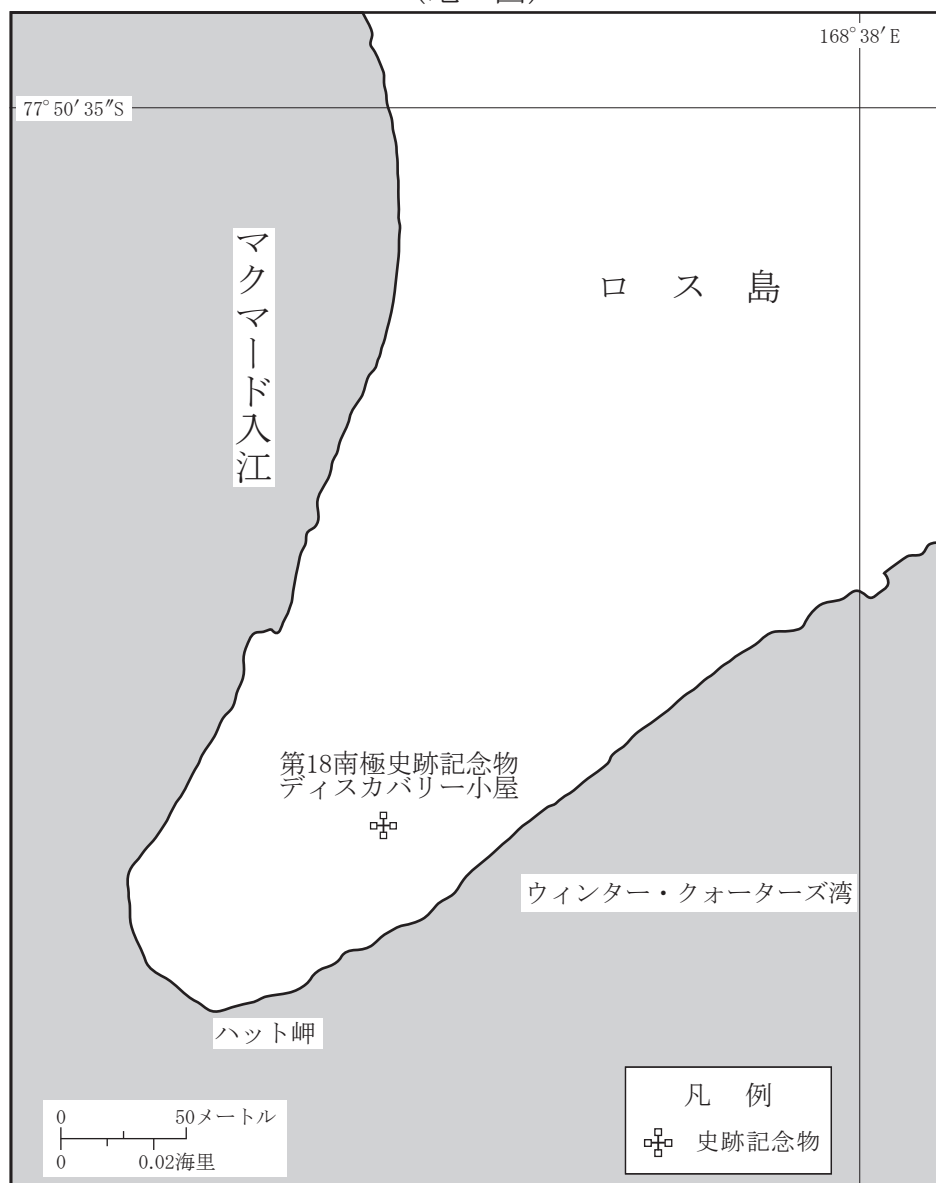 168°38′E
77°50′35″S
マクマード入江
ロス島
第18南極史跡記念物
ディスカバリー小屋
ウィンター・クォーターズ湾
ハット岬
0 50メートル
0 0.02海里
凡例
史跡記念物